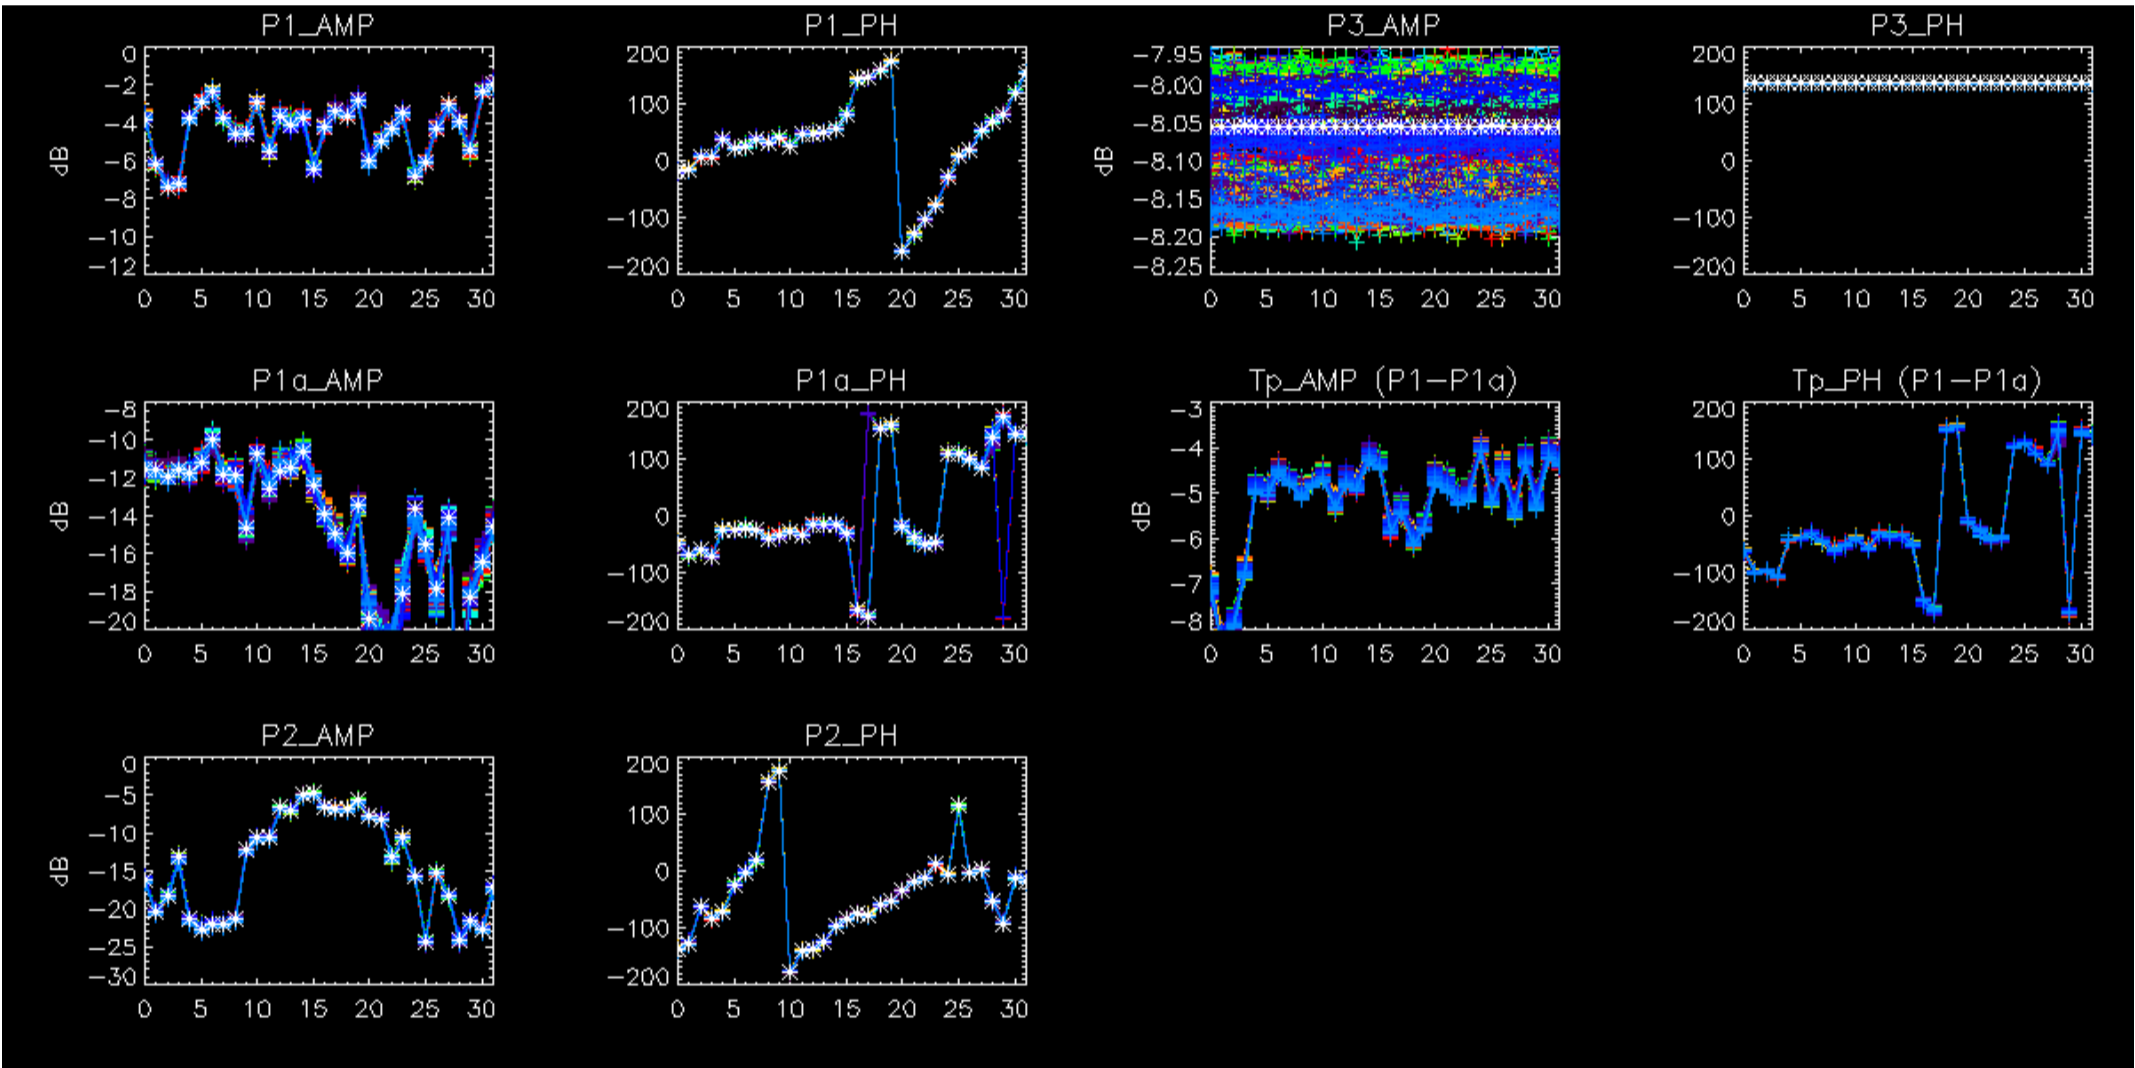 P1_AMP
dB
0
-2
-4
-6
-8
-10
-12
0 5 10 15 20 25 30
P1_PH
200
100
0
-100
-200
0 5 10 15 20 25 30
P3_AMP
dB
-7.95
-8.00
-8.05
-8.10
-8.15
-8.20
-8.25
0 5 10 15 20 25 30
P3_PH
200
100
0
-100
-200
0 5 10 15 20 25 30
P1a_AMP
dB
-8
-10
-12
-14
-16
-18
-20
0 5 10 15 20 25 30
P1a_PH
200
100
0
-100
-200
0 5 10 15 20 25 30
Tp_AMP (P1-P1a)
dB
-3
-4
-5
-6
-7
-8
0 5 10 15 20 25 30
Tp_PH (P1-P1a)
200
100
0
-100
-200
0 5 10 15 20 25 30
P2_AMP
dB
0
-5
-10
-15
-20
-25
-30
0 5 10 15 20 25 30
P2_PH
200
100
0
-100
-200
0 5 10 15 20 25 30